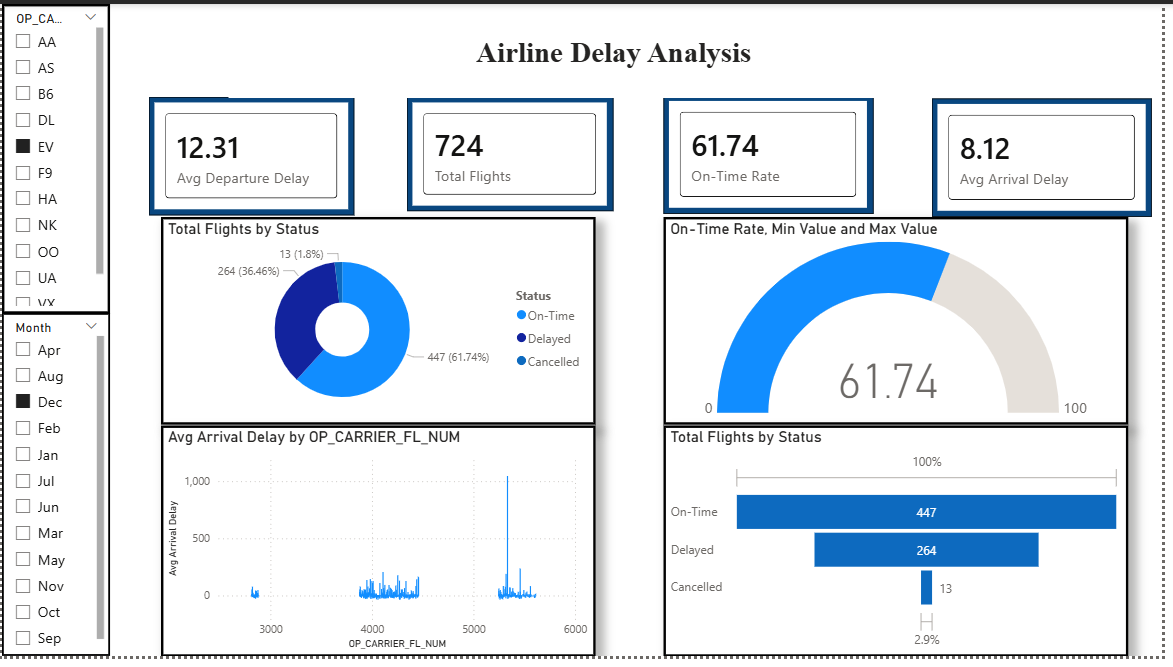 OP_CA...
AA
AS
B6
DL
EV
F9
HA
NK
OO
UA
VX
Month
Apr
Aug
Dec
Feb
Jan
Jul
Jun
Mar
May
Nov
Oct
Sep
Airline Delay Analysis
12.31
Avg Departure Delay
724
Total Flights
61.74
On-Time Rate
8.12
Avg Arrival Delay
Total Flights by Status
13 (1.8%)
264 (36.46%)
447 (61.74%)
Status
On-Time
Delayed
Cancelled
On-Time Rate, Min Value and Max Value
61.74
0
100
Avg Arrival Delay by OP_CARRIER_FL_NUM
Avg Arrival Delay
1,000
500
0
3000
4000
5000
6000
OP_CARRIER_FL_NUM
Total Flights by Status
100%
On-Time
447
Delayed
264
Cancelled
13
2.9%